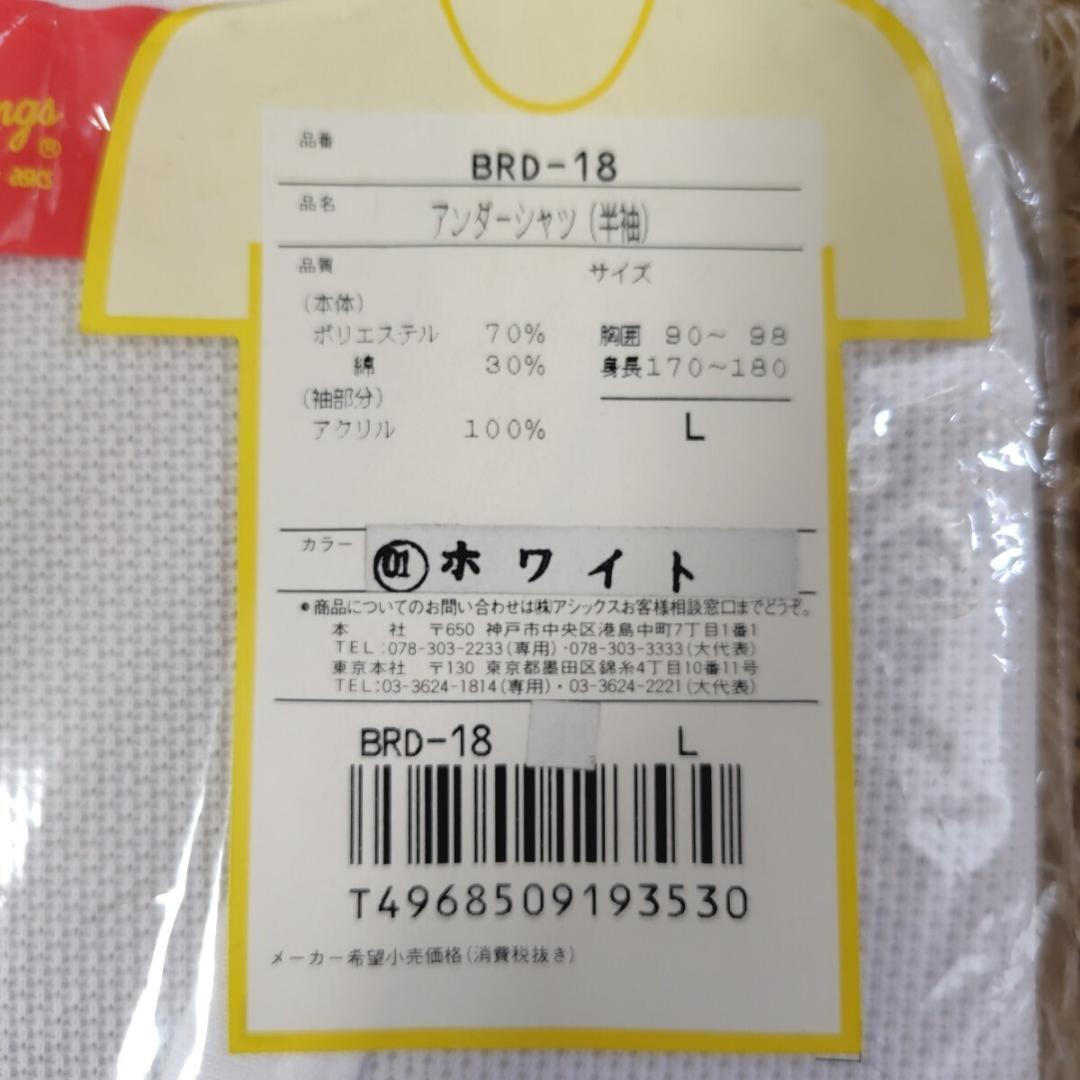 ngs
®
asics
品番
BRD-18
品名
アンダーシャツ (半袖)
品質
サイズ
(本体)
ポリエステル 70% 胸囲 90〜 98
綿 30% 身長170〜180
(袖部分)
アクリル 100% L
カラー 01 ホワイト
●商品についてのお問い合わせは㈱アシックスお客様相談窓口までどうぞ。
本 社 〒650 神戸市中央区港島中町7丁目1番1
TEL:078-303-2233(専用)・078-303-3333(大代表)
東京本社 〒130 東京都墨田区錦糸4丁目10番11号
TEL:03-3624-1814(専用)・03-3624-2221(大代表)
BRD-18 L
T4968509193530
メーカー希望小売価格(消費税抜き)